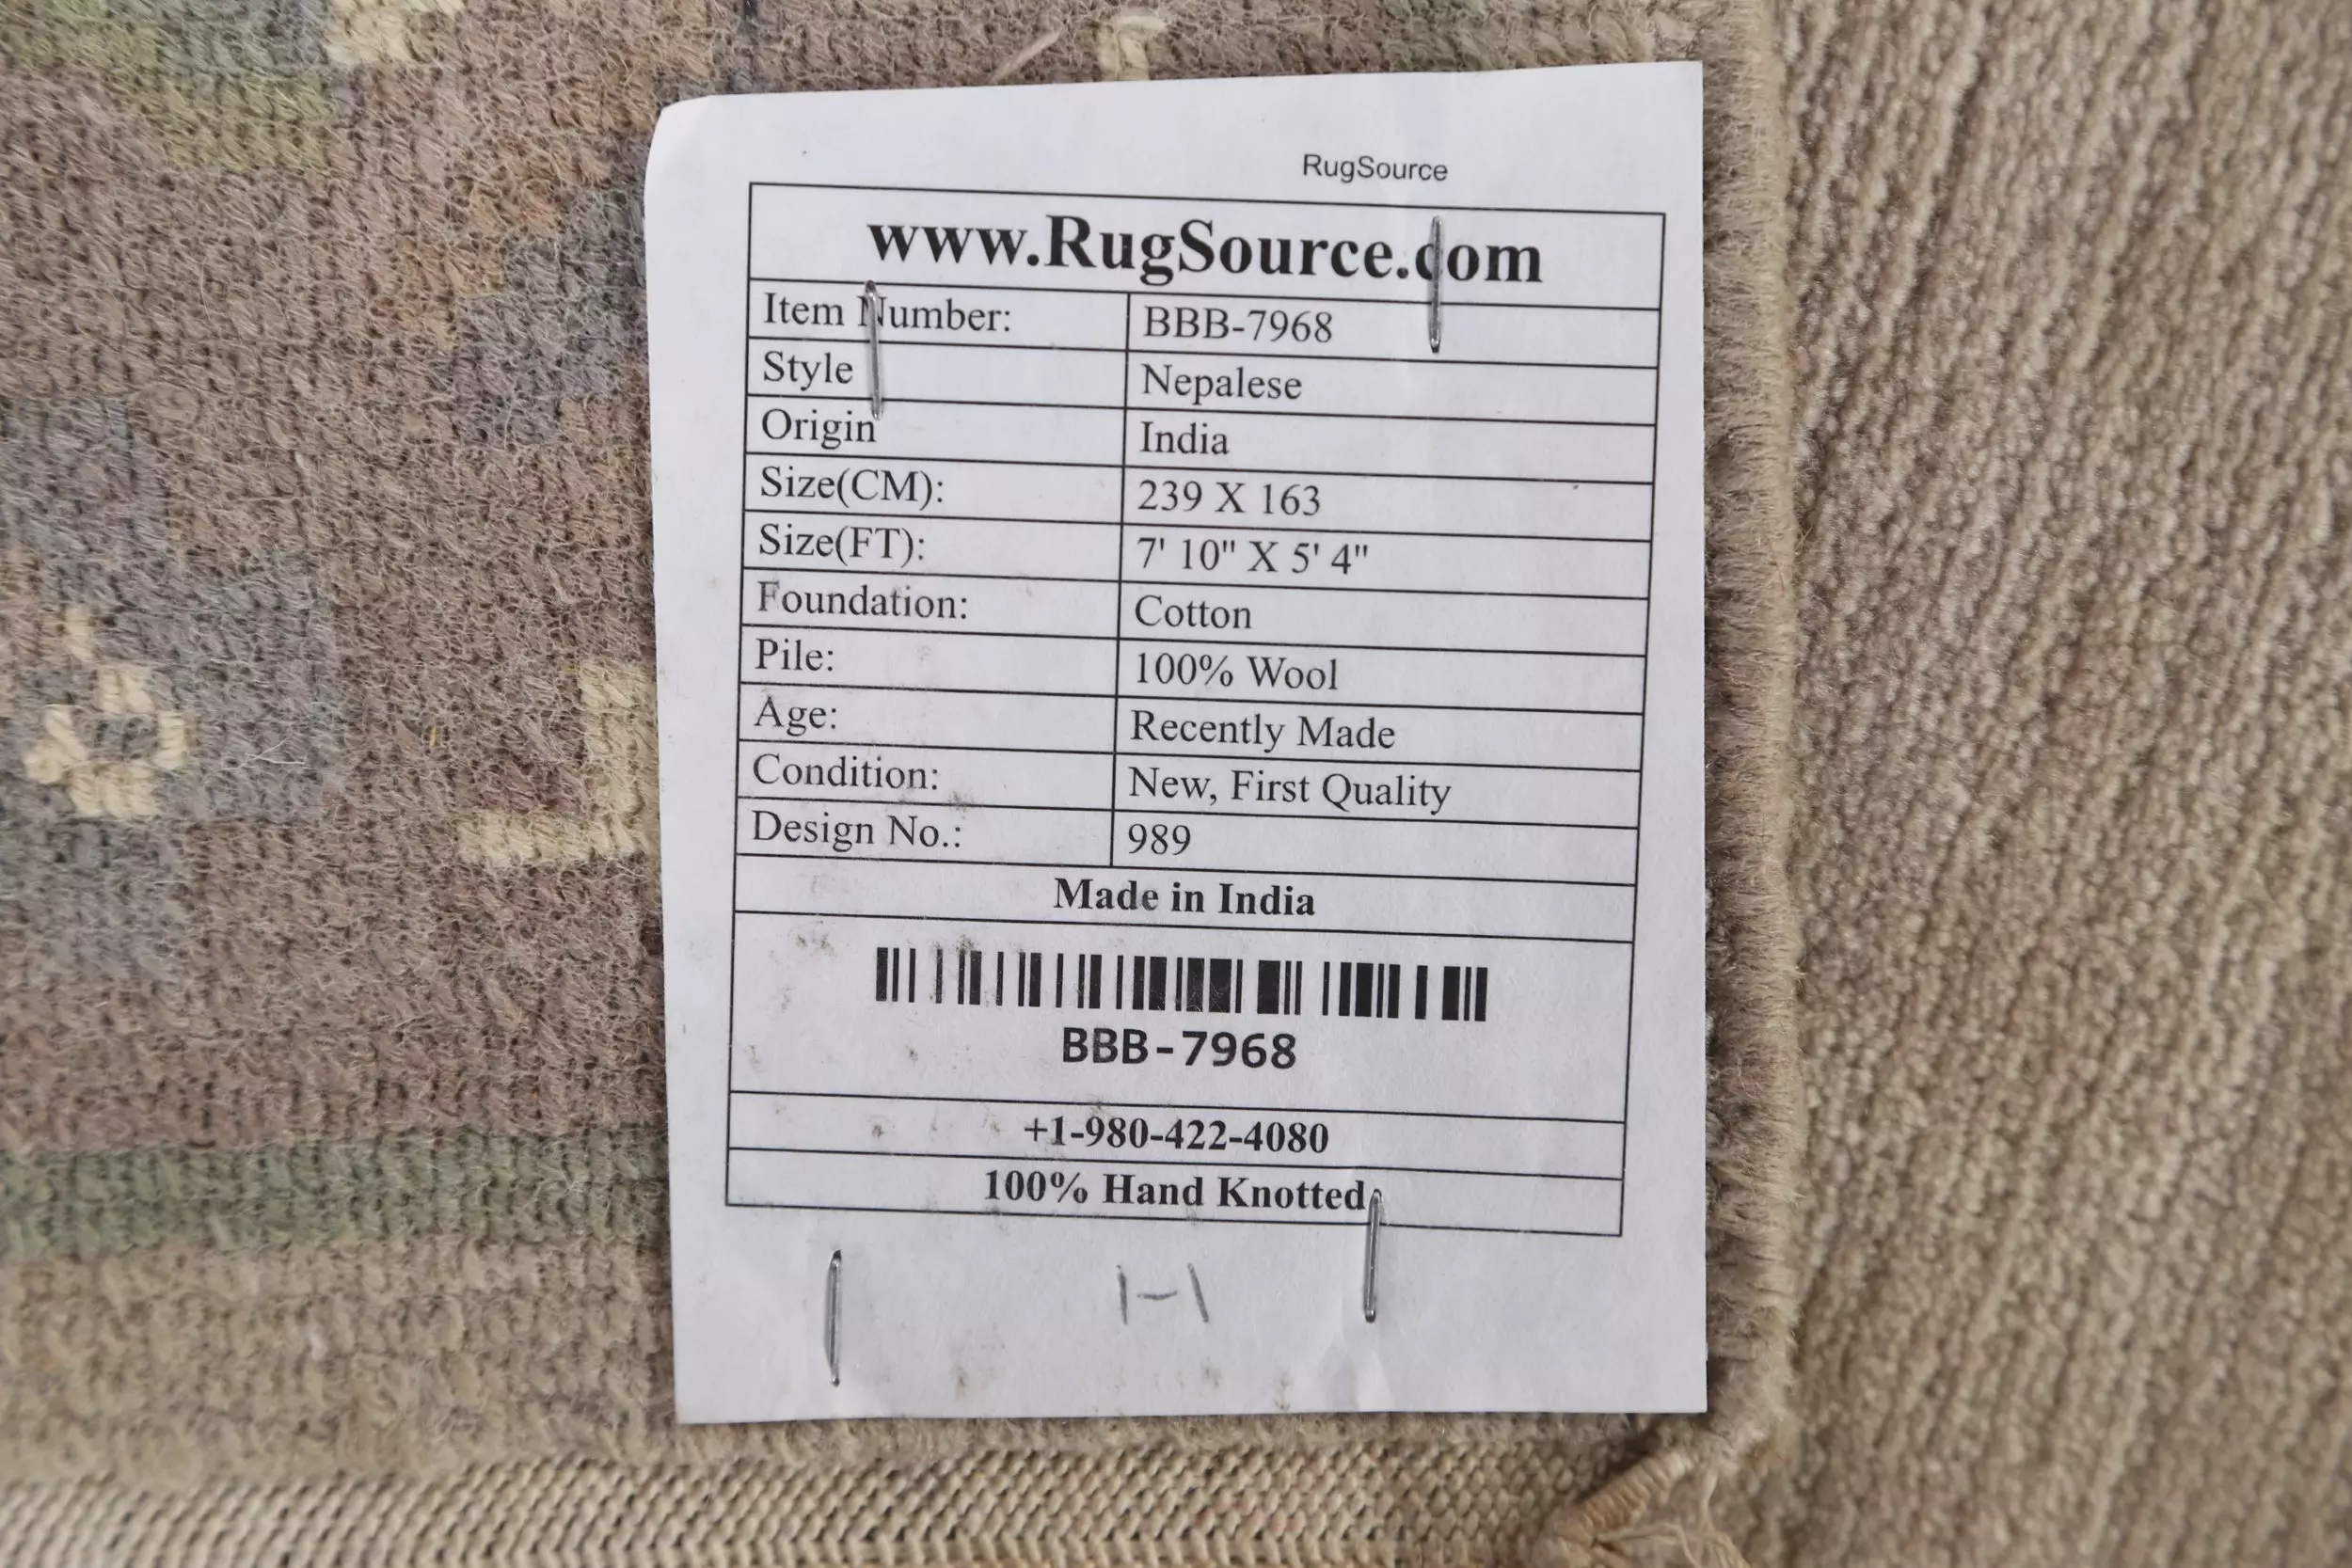 RugSource
www.RugSource.com
Item Number: BBB-7968
Style Nepalese
Origin India
Size(CM): 239 X 163
Size(FT): 7' 10" X 5' 4"
Foundation: Cotton
Pile: 100% Wool
Age: Recently Made
Condition: New, First Quality
Design No.: 989
Made in India
BBB-7968
+1-980-422-4080
100% Hand Knotted
1-1